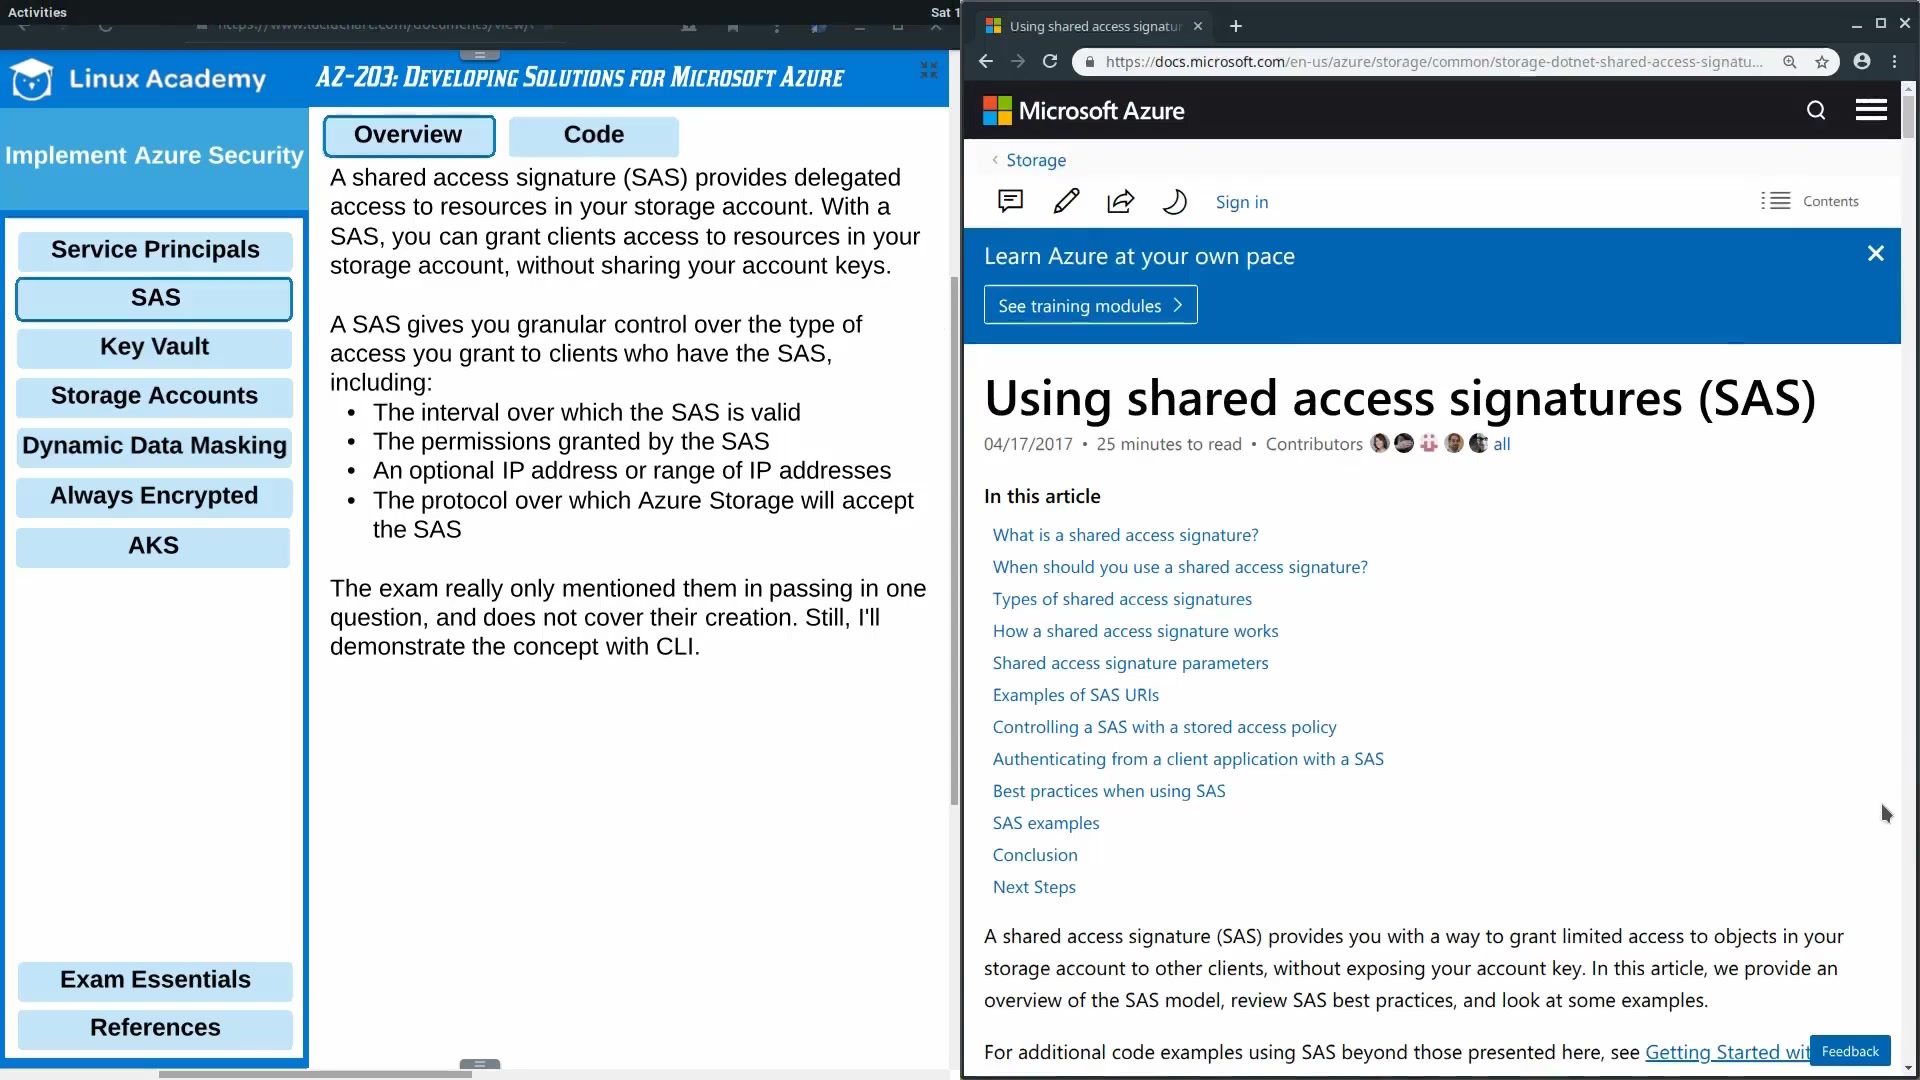 Activities
Sat 1
https://www.lucidchart.com/documents/view/
Linux Academy
AZ-203: Developing Solutions for Microsoft Azure
Implement Azure Security
Service Principals
SAS
Key Vault
Storage Accounts
Dynamic Data Masking
Always Encrypted
AKS
Exam Essentials
References
Overview
Code
A shared access signature (SAS) provides delegated
access to resources in your storage account. With a
SAS, you can grant clients access to resources in your
storage account, without sharing your account keys.
A SAS gives you granular control over the type of
access you grant to clients who have the SAS,
including:
• The interval over which the SAS is valid
• The permissions granted by the SAS
• An optional IP address or range of IP addresses
• The protocol over which Azure Storage will accept
the SAS
The exam really only mentioned them in passing in one
question, and does not cover their creation. Still, I'll
demonstrate the concept with CLI.
Using shared access signatur
https://docs.microsoft.com/en-us/azure/storage/common/storage-dotnet-shared-access-signatu...
Microsoft Azure
Storage
Sign in
Contents
Learn Azure at your own pace
See training modules
Using shared access signatures (SAS)
04/17/2017 • 25 minutes to read • Contributors all
In this article
What is a shared access signature?
When should you use a shared access signature?
Types of shared access signatures
How a shared access signature works
Shared access signature parameters
Examples of SAS URIs
Controlling a SAS with a stored access policy
Authenticating from a client application with a SAS
Best practices when using SAS
SAS examples
Conclusion
Next Steps
A shared access signature (SAS) provides you with a way to grant limited access to objects in your
storage account to other clients, without exposing your account key. In this article, we provide an
overview of the SAS model, review SAS best practices, and look at some examples.
For additional code examples using SAS beyond those presented here, see Getting Started wit
Feedback